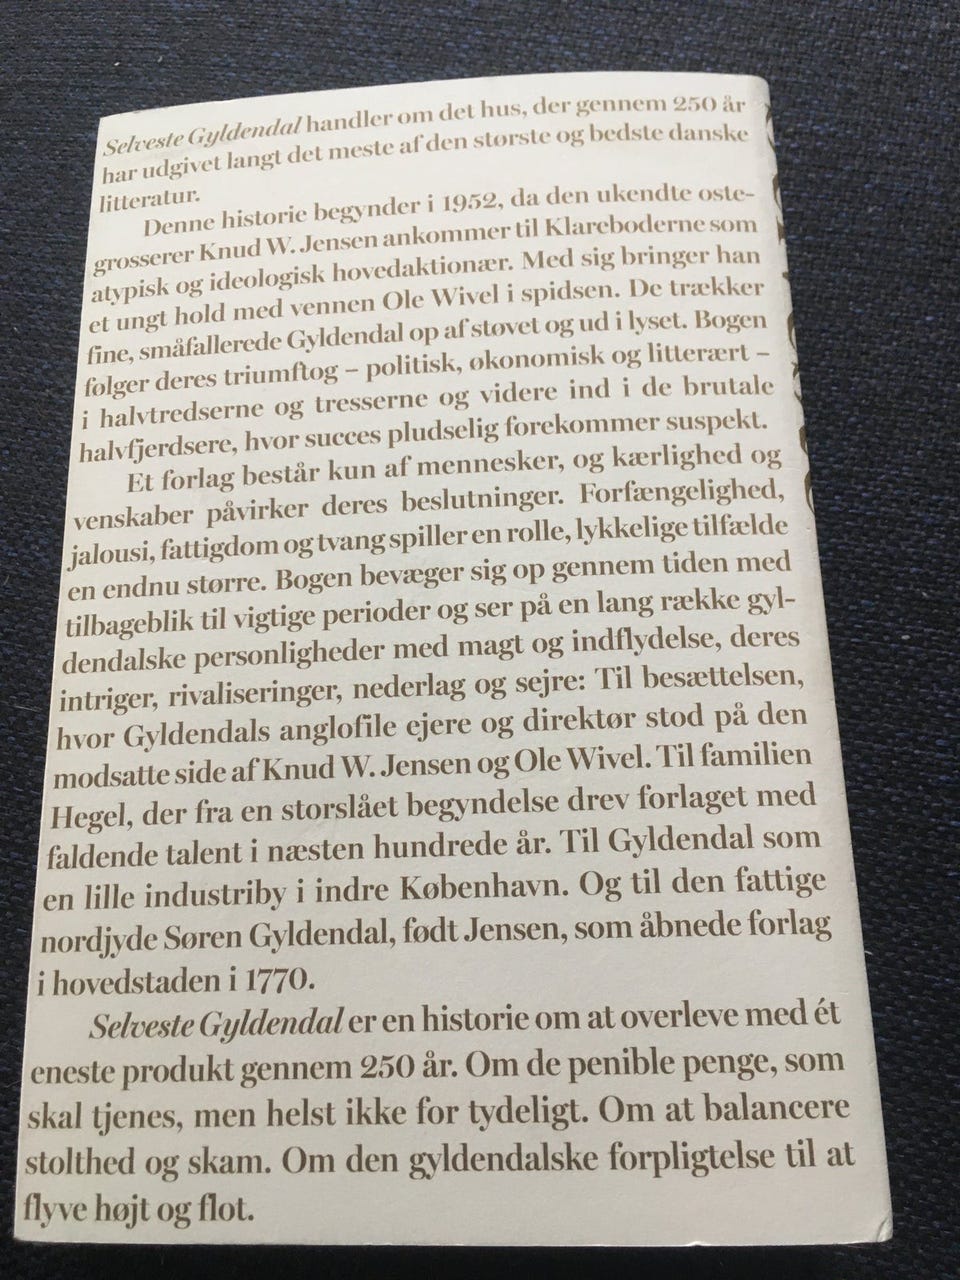 Selveste Gyldendal handler om det hus, der gennem 250 år
har udgivet langt det meste af den største og bedste danske
litteratur.
Denne historie begynder i 1952, da den ukendte oste-
grosserer Knud W. Jensen ankommer til Klareboderne som
atypisk og ideologisk hovedaktionær. Med sig bringer han
et ungt hold med vennen Ole Wivel i spidsen. De trækker
fine, småfallerede Gyldendal op af støvet og ud i lyset. Bogen
følger deres triumftog – politisk, økonomisk og litterært –
i halvtredserne og tresserne og videre ind i de brutale
halvfjerdsere, hvor succes pludselig forekommer suspekt.
Et forlag består kun af mennesker, og kærlighed og
venskaber påvirker deres beslutninger. Forfængelighed,
jalousi, fattigdom og tvang spiller en rolle, lykkelige tilfælde
en endnu større. Bogen bevæger sig op gennem tiden med
tilbageblik til vigtige perioder og ser på en lang række gyl-
dendalske personligheder med magt og indflydelse, deres
intriger, rivaliseringer, nederlag og sejre: Til besættelsen,
hvor Gyldendals anglofile ejere og direktør stod på den
modsatte side af Knud W. Jensen og Ole Wivel. Til familien
Hegel, der fra en storslået begyndelse drev forlaget med
faldende talent i næsten hundrede år. Til Gyldendal som
en lille industriby i indre København. Og til den fattige
nordjyde Søren Gyldendal, født Jensen, som åbnede forlag
i hovedstaden i 1770.
Selveste Gyldendal er en historie om at overleve med ét
eneste produkt gennem 250 år. Om de penible penge, som
skal tjenes, men helst ikke for tydeligt. Om at balancere
stolthed og skam. Om den gyldendalske forpligtelse til at
flyve højt og flot.